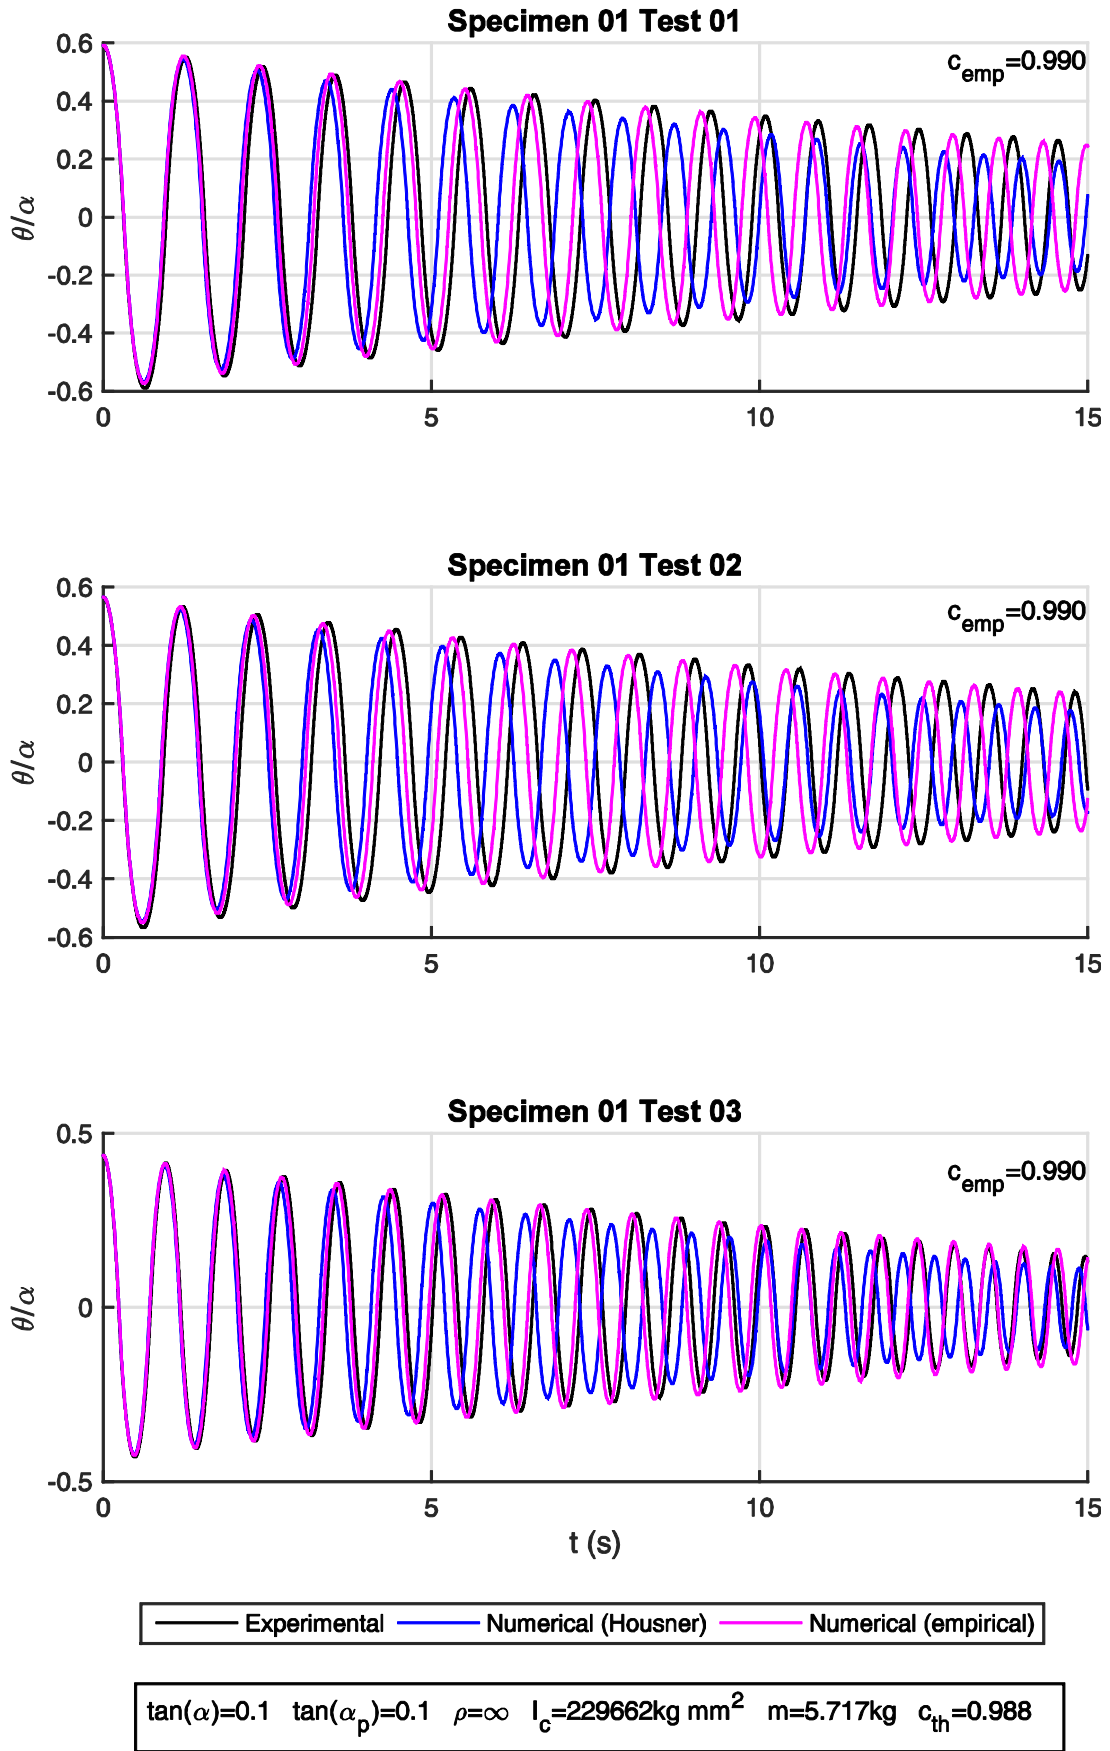 Specimen 01 Test 01
c_emp=0.990
0.6
0.4
0.2
0
-0.2
-0.4
-0.6
θ/α
0 5 10 15
Specimen 01 Test 02
c_emp=0.990
0.6
0.4
0.2
0
-0.2
-0.4
-0.6
θ/α
0 5 10 15
Specimen 01 Test 03
c_emp=0.990
0.5
0
-0.5
θ/α
0 5 10 15
t (s)
Experimental Numerical (Housner) Numerical (empirical)
tan(α)=0.1 tan(α_p)=0.1 ρ=∞ I_c=229662kg mm² m=5.717kg c_th=0.988